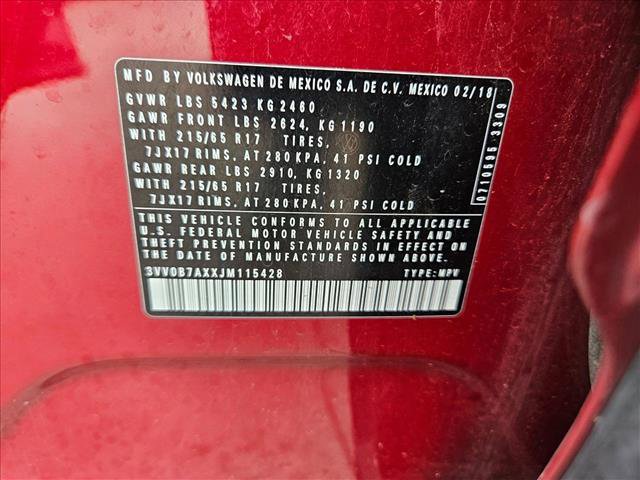 MFD BY VOLKSWAGEN DE MEXICO S.A. DE C.V. MEXICO 02/18
GVWR LBS 5423 KG 2460
GAWR FRONT LBS 2624, KG 1190
WITH 215/65 R17 TIRES,
7JX17 RIMS, AT 280 KPA, 41 PSI COLD
GAWR REAR LBS 2910, KG 1320
WITH 215/65 R17 TIRES,
7JX17 RIMS, AT 280 KPA, 41 PSI COLD
0710595 3309
THIS VEHICLE CONFORMS TO ALL APPLICABLE
U.S. FEDERAL MOTOR VEHICLE SAFETY AND
THEFT PREVENTION STANDARDS IN EFFECT ON
THE DATE OF MANUFACTURE SHOWN ABOVE.
3VV0B7AXXJM115428 TYPE: MPV